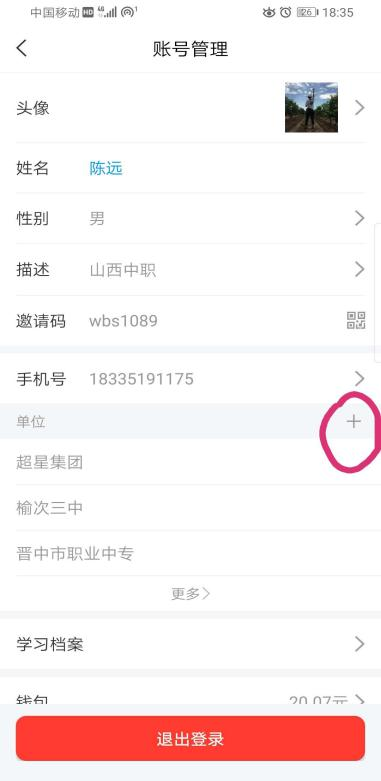 中国移动 HD 46 1 26 18:35
账号管理
头像
姓名 陈远
性别 男
描述 山西中职
邀请码 wbs1089
手机号 18335191175
单位 +
超星集团
榆次三中
晋中市职业中专
更多>
学习档案
钱包 20.07元
退出登录